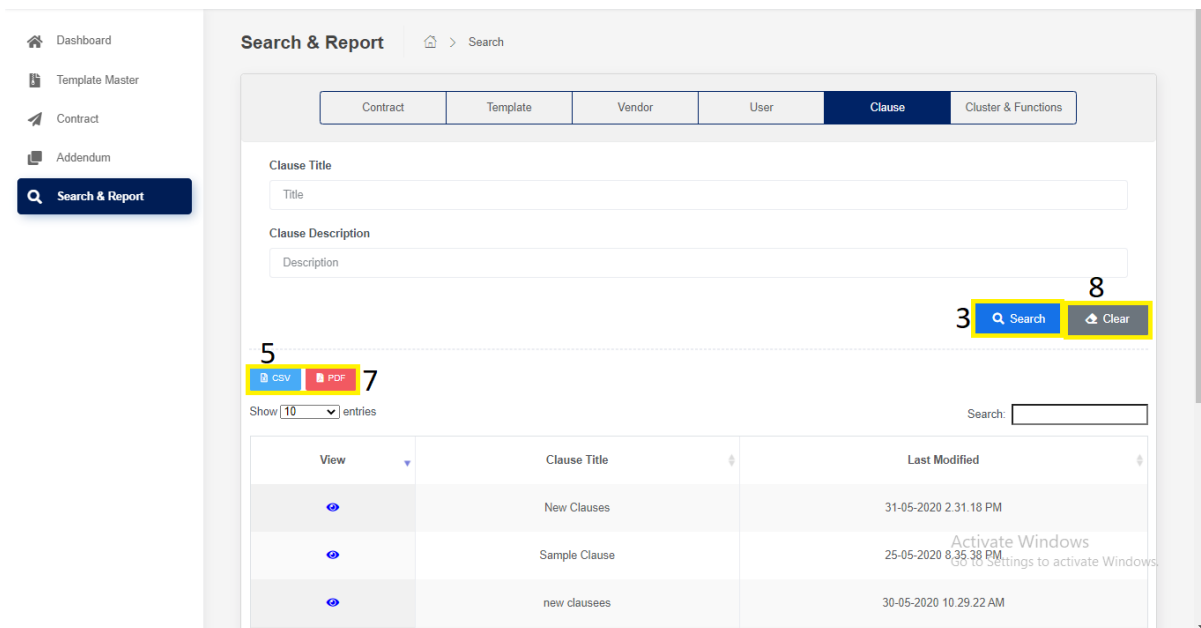 Dashboard
Template Master
Contract
Addendum
Search & Report
Search & Report > Search
Contract Template Vendor User Clause Cluster & Functions
Clause Title
Title
Clause Description
Description
8
3 Search Clear
5
CSV PDF 7
Show 10 entries Search:
View Clause Title Last Modified
New Clauses 31-05-2020 2.31.18 PM
Sample Clause 25-05-2020 8.35.38 PM
new clausees 30-05-2020 10.29.22 AM
Activate Windows
Go to Settings to activate Windows.